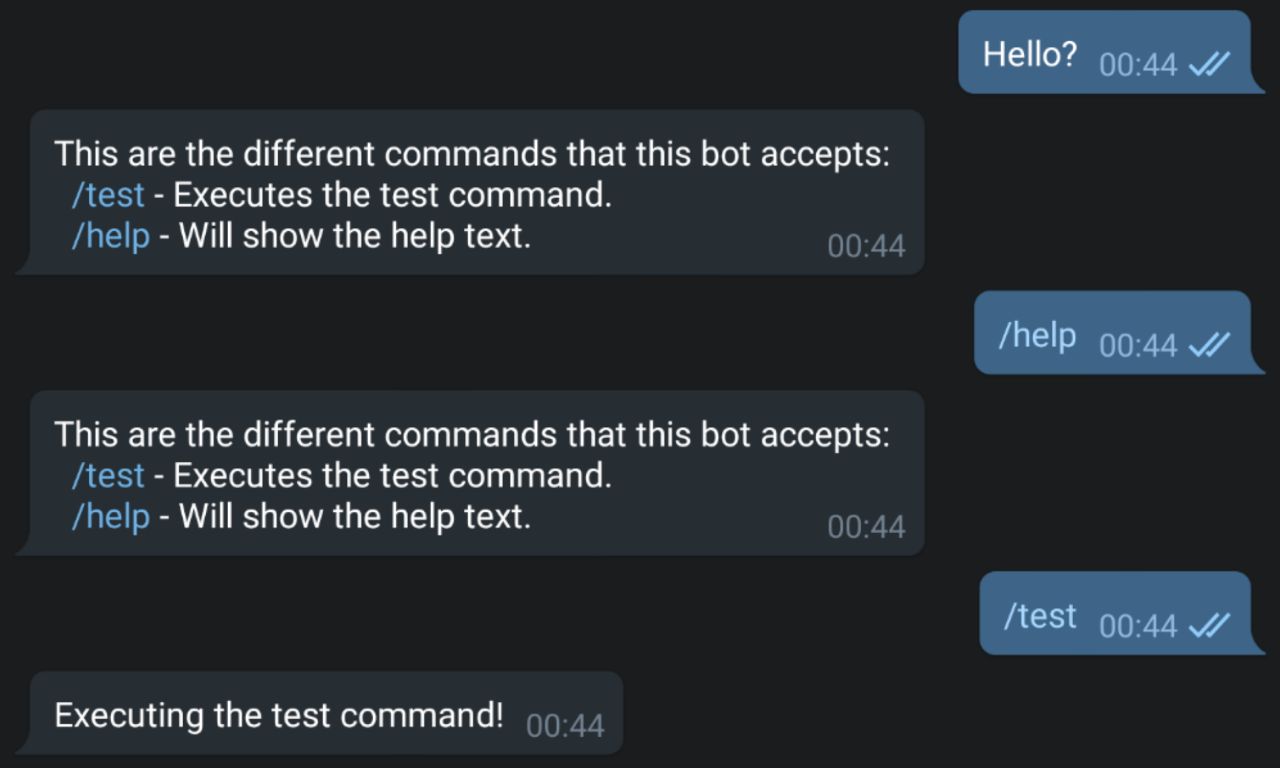 Hello? 00:44
This are the different commands that this bot accepts:
/test - Executes the test command.
/help - Will show the help text.
00:44
/help 00:44
This are the different commands that this bot accepts:
/test - Executes the test command.
/help - Will show the help text.
00:44
/test 00:44
Executing the test command! 00:44